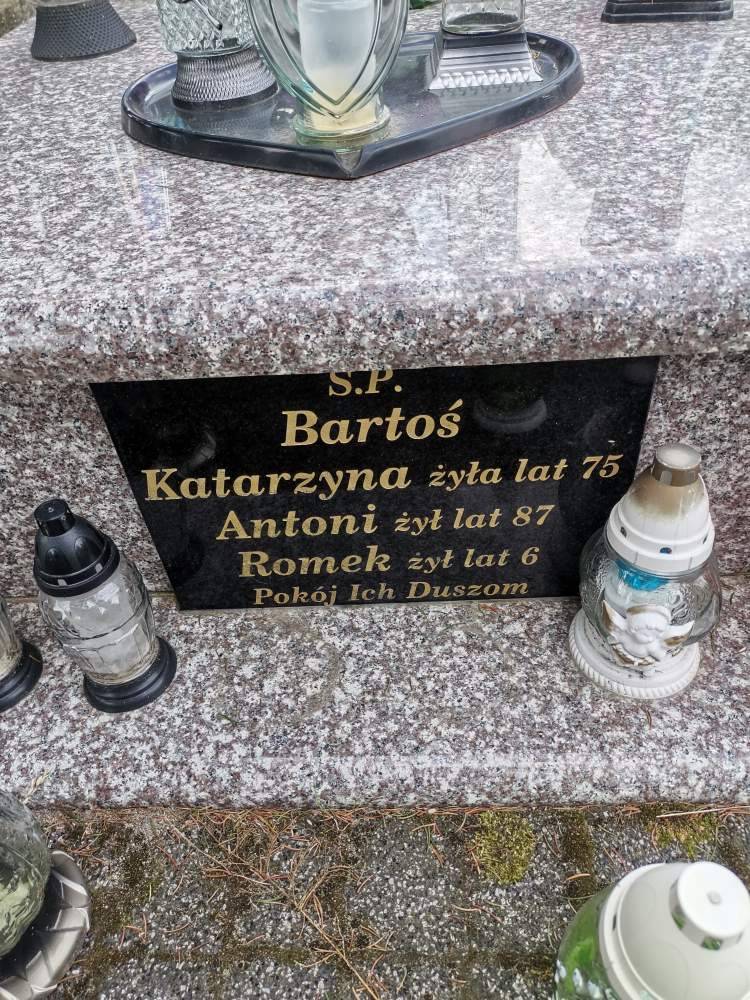 Ś.P.
Bartoś
Katarzyna żyła lat 75
Antoni żył lat 87
Romek żył lat 6
Pokój Ich Duszom